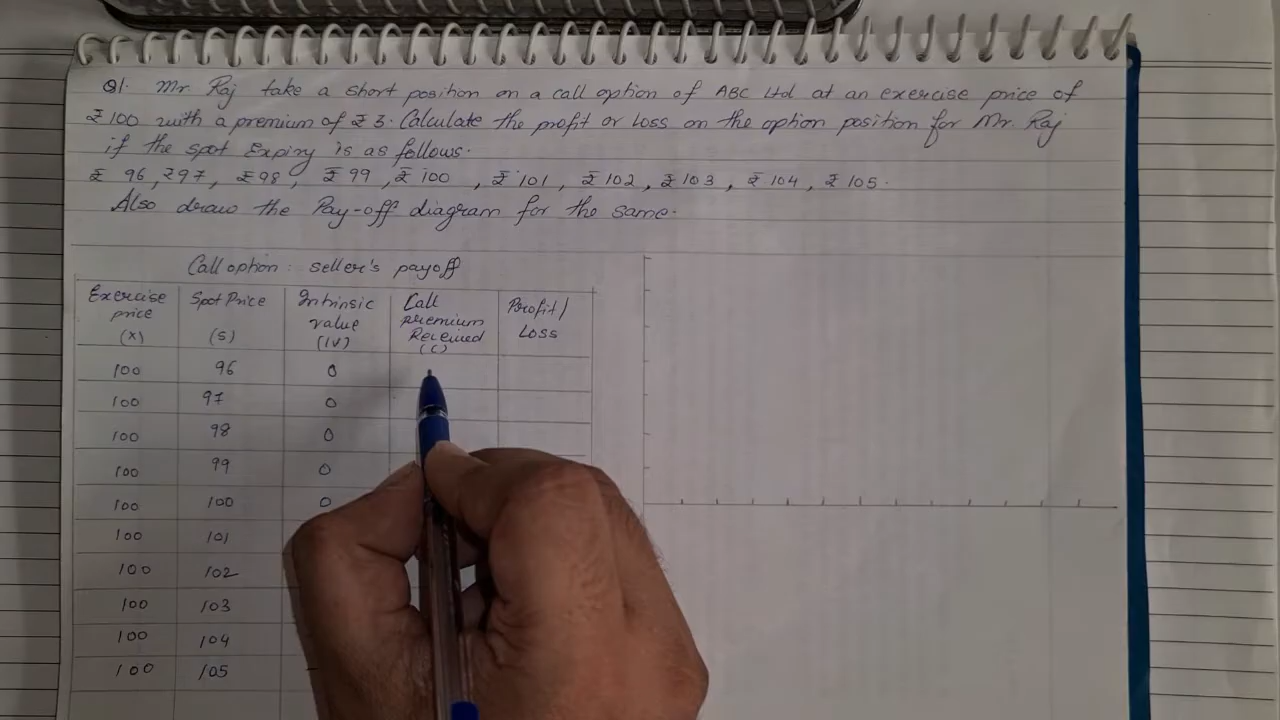 Q1. Mr. Raj take a short position on a call option of ABC Ltd at an exercise price of
₹ 100 with a premium of ₹ 3. Calculate the profit or Loss on the option position for Mr. Raj
if the spot Expiry is as follows.
₹ 96, ₹97, ₹98, ₹ 99, ₹ 100, ₹ 101, ₹ 102, ₹ 103, ₹ 104, ₹ 105.
Also draw the Pay-off diagram for the same.
Call option: seller's payoff
Exercise price (X) Spot Price (S) Intrinsic value (IV) Call premium Received (C) Profit/ Loss
100 96 0
100 97 0
100 98 0
100 99 0
100 100 0
100 101
100 102
100 103
100 104
100 105